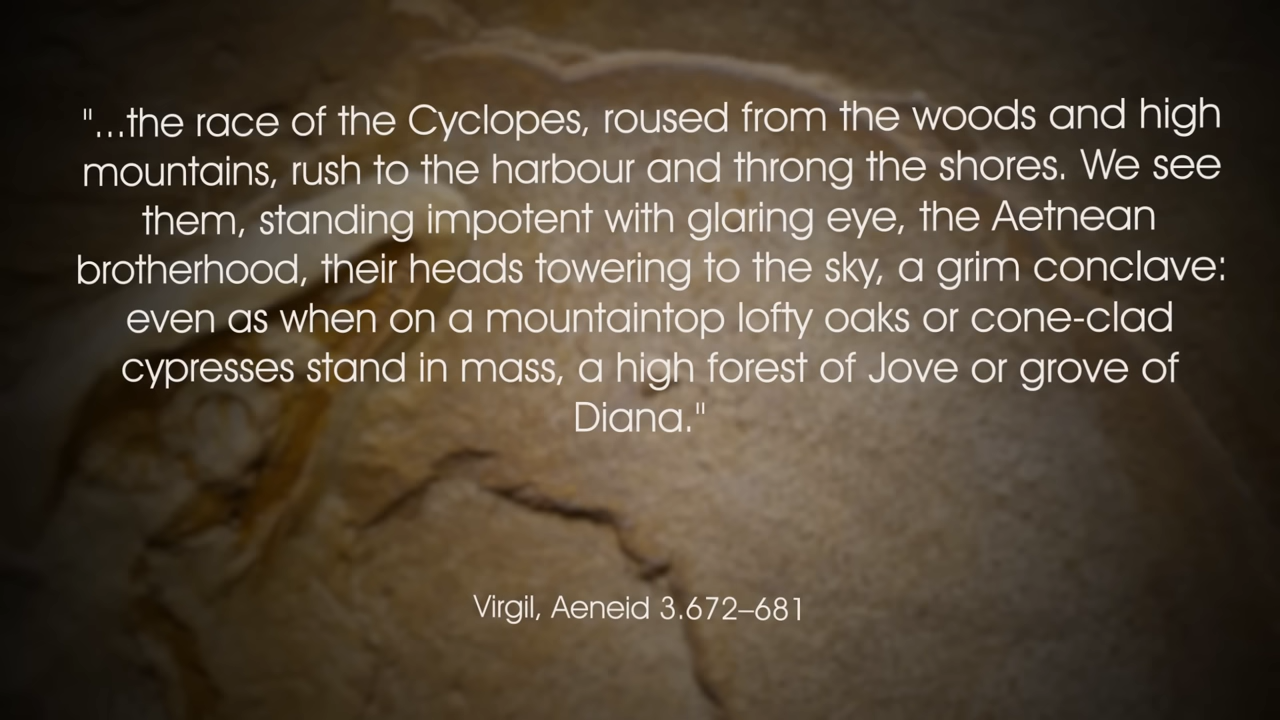 "...the race of the Cyclopes, roused from the woods and high
mountains, rush to the harbour and throng the shores. We see
them, standing impotent with glaring eye, the Aetnean
brotherhood, their heads towering to the sky, a grim conclave:
even as when on a mountaintop lofty oaks or cone-clad
cypresses stand in mass, a high forest of Jove or grove of
Diana."
Virgil, Aeneid 3.672–681